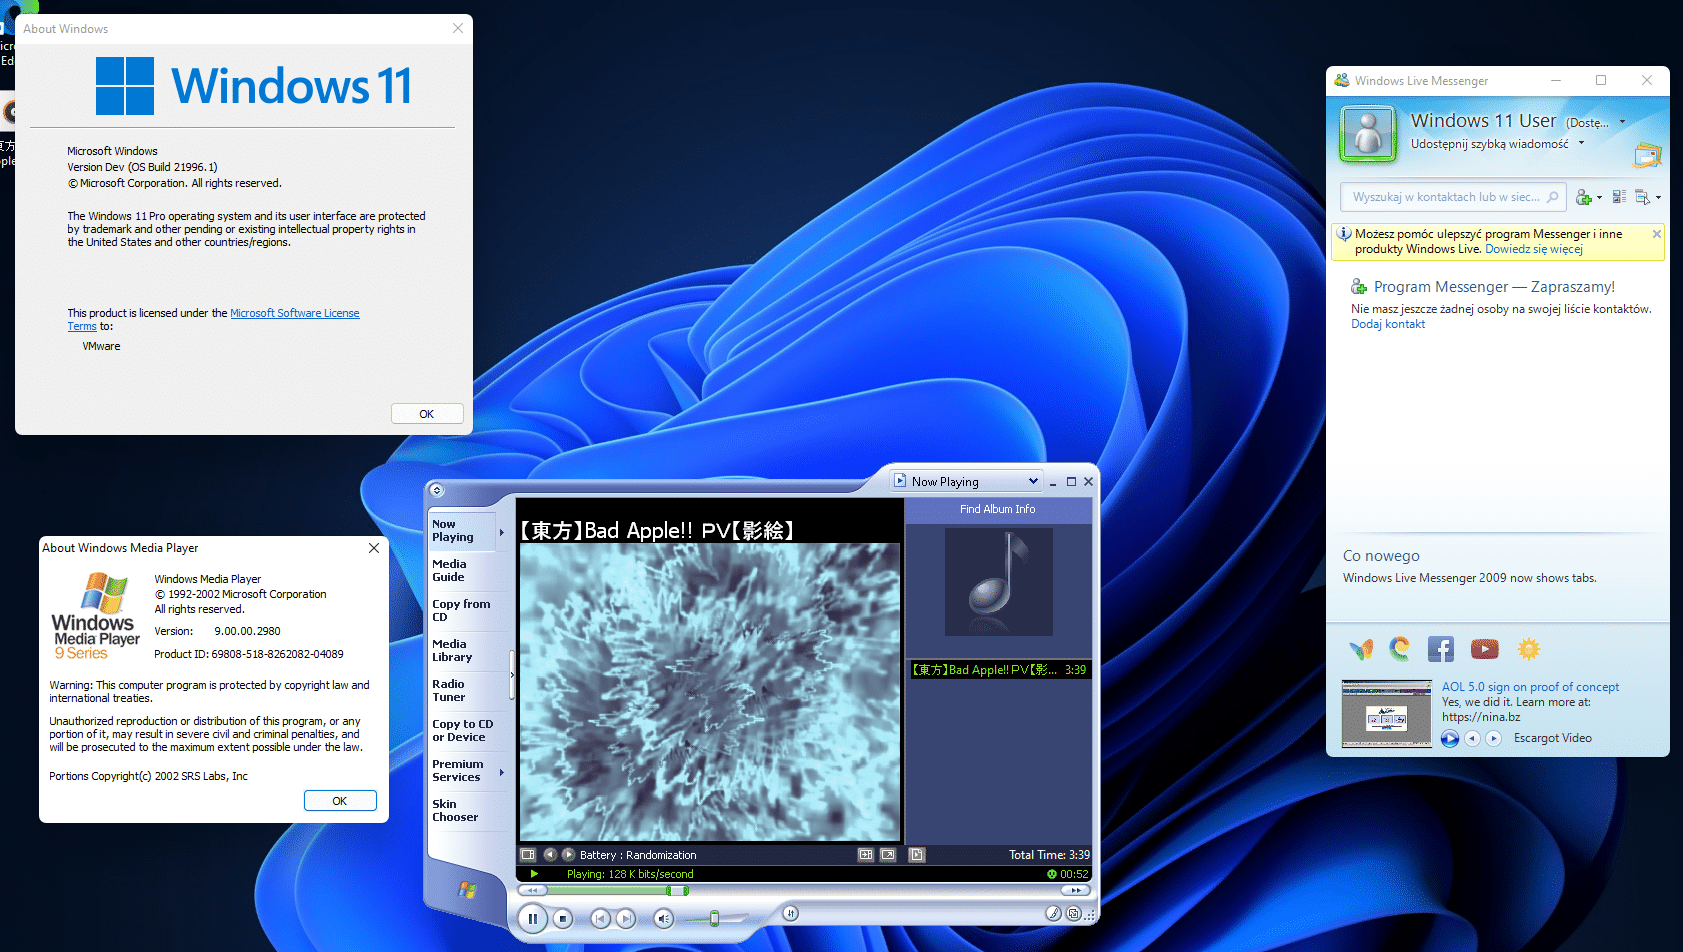 About Windows
Windows 11
Microsoft Windows
Version Dev (OS Build 21996.1)
© Microsoft Corporation. All rights reserved.
The Windows 11 Pro operating system and its user interface are protected
by trademark and other pending or existing intellectual property rights in
the United States and other countries/regions.
This product is licensed under the Microsoft Software License
Terms to:
VMware
OK
About Windows Media Player
Windows
Media Player
9 Series
Windows Media Player
© 1992-2002 Microsoft Corporation
All rights reserved.
Version: 9.00.00.2980
Product ID: 69808-518-8262082-04089
Warning: This computer program is protected by copyright law and
international treaties.
Unauthorized reproduction or distribution of this program, or any
portion of it, may result in severe civil and criminal penalties, and
will be prosecuted to the maximum extent possible under the law.
Portions Copyright(c) 2002 SRS Labs, Inc
OK
Now Playing
Now
Playing
Media
Guide
Copy from
CD
Media
Library
Radio
Tuner
Copy to CD
or Device
Premium
Services
Skin
Chooser
【東方】Bad Apple!! PV【影絵】
Find Album Info
【東方】Bad Apple!! PV【影... 3:39
Battery : Randomization
Total Time: 3:39
Playing: 128 K bits/second
00:52
Windows Live Messenger
Windows 11 User (Dostę...
Udostępnij szybką wiadomość
Wyszukaj w kontaktach lub w siec...
Możesz pomóc ulepszyć program Messenger i inne
produkty Windows Live. Dowiedz się więcej
Program Messenger — Zapraszamy!
Nie masz jeszcze żadnej osoby na swojej liście kontaktów.
Dodaj kontakt
Co nowego
Windows Live Messenger 2009 now shows tabs.
AOL 5.0 sign on proof of concept
Yes, we did it. Learn more at:
https://nina.bz
Escargot Video